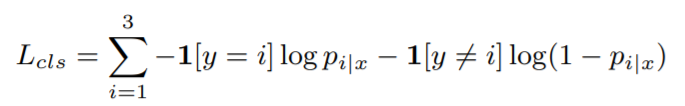 L_{cls} = \sum_{i=1}^{3} -\mathbf{1}[y = i] \log p_{i|x} - \mathbf{1}[y \neq i] \log(1 - p_{i|x})